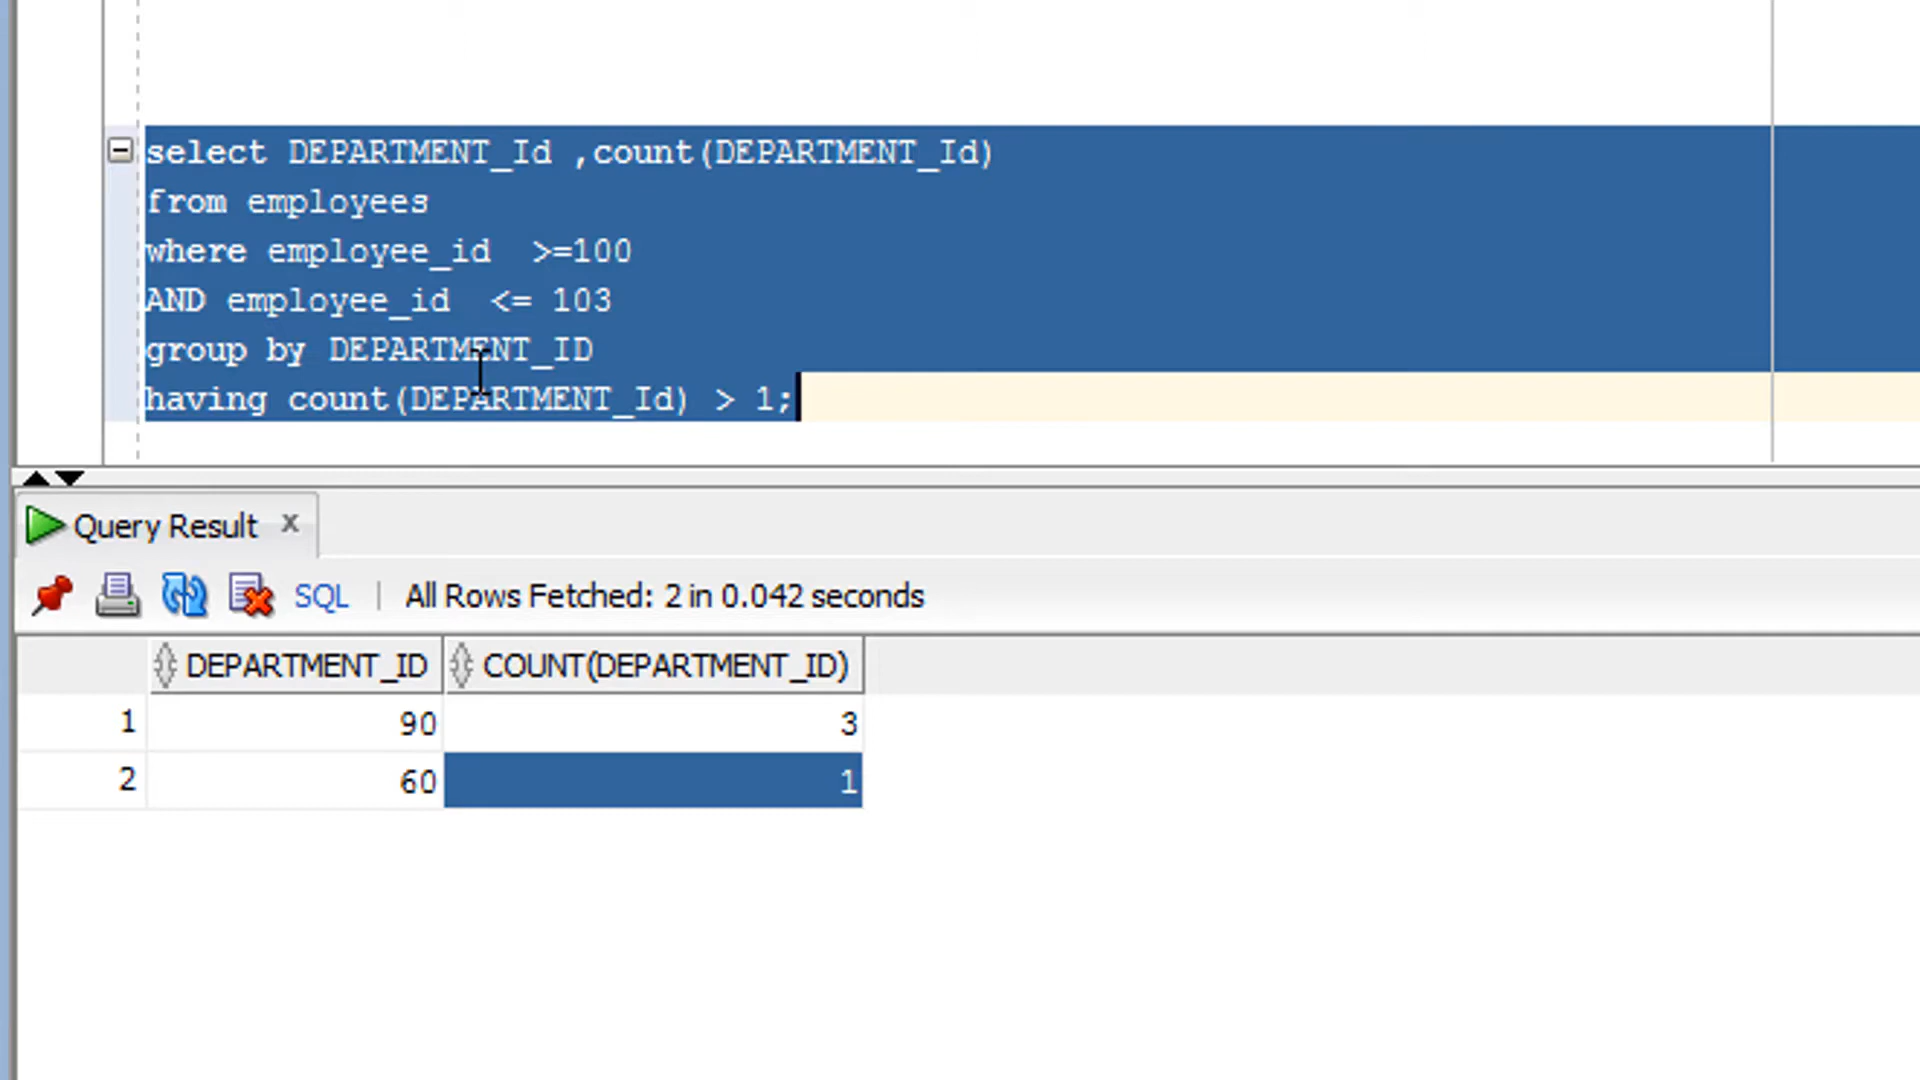 select DEPARTMENT_Id ,count(DEPARTMENT_Id)
from employees
where employee_id  >=100
AND employee_id  <= 103
group by DEPARTMENT_ID
having count(DEPARTMENT_Id) > 1;
Query Result x
SQL | All Rows Fetched: 2 in 0.042 seconds
DEPARTMENT_ID COUNT(DEPARTMENT_ID)
1 90 3
2 60 1